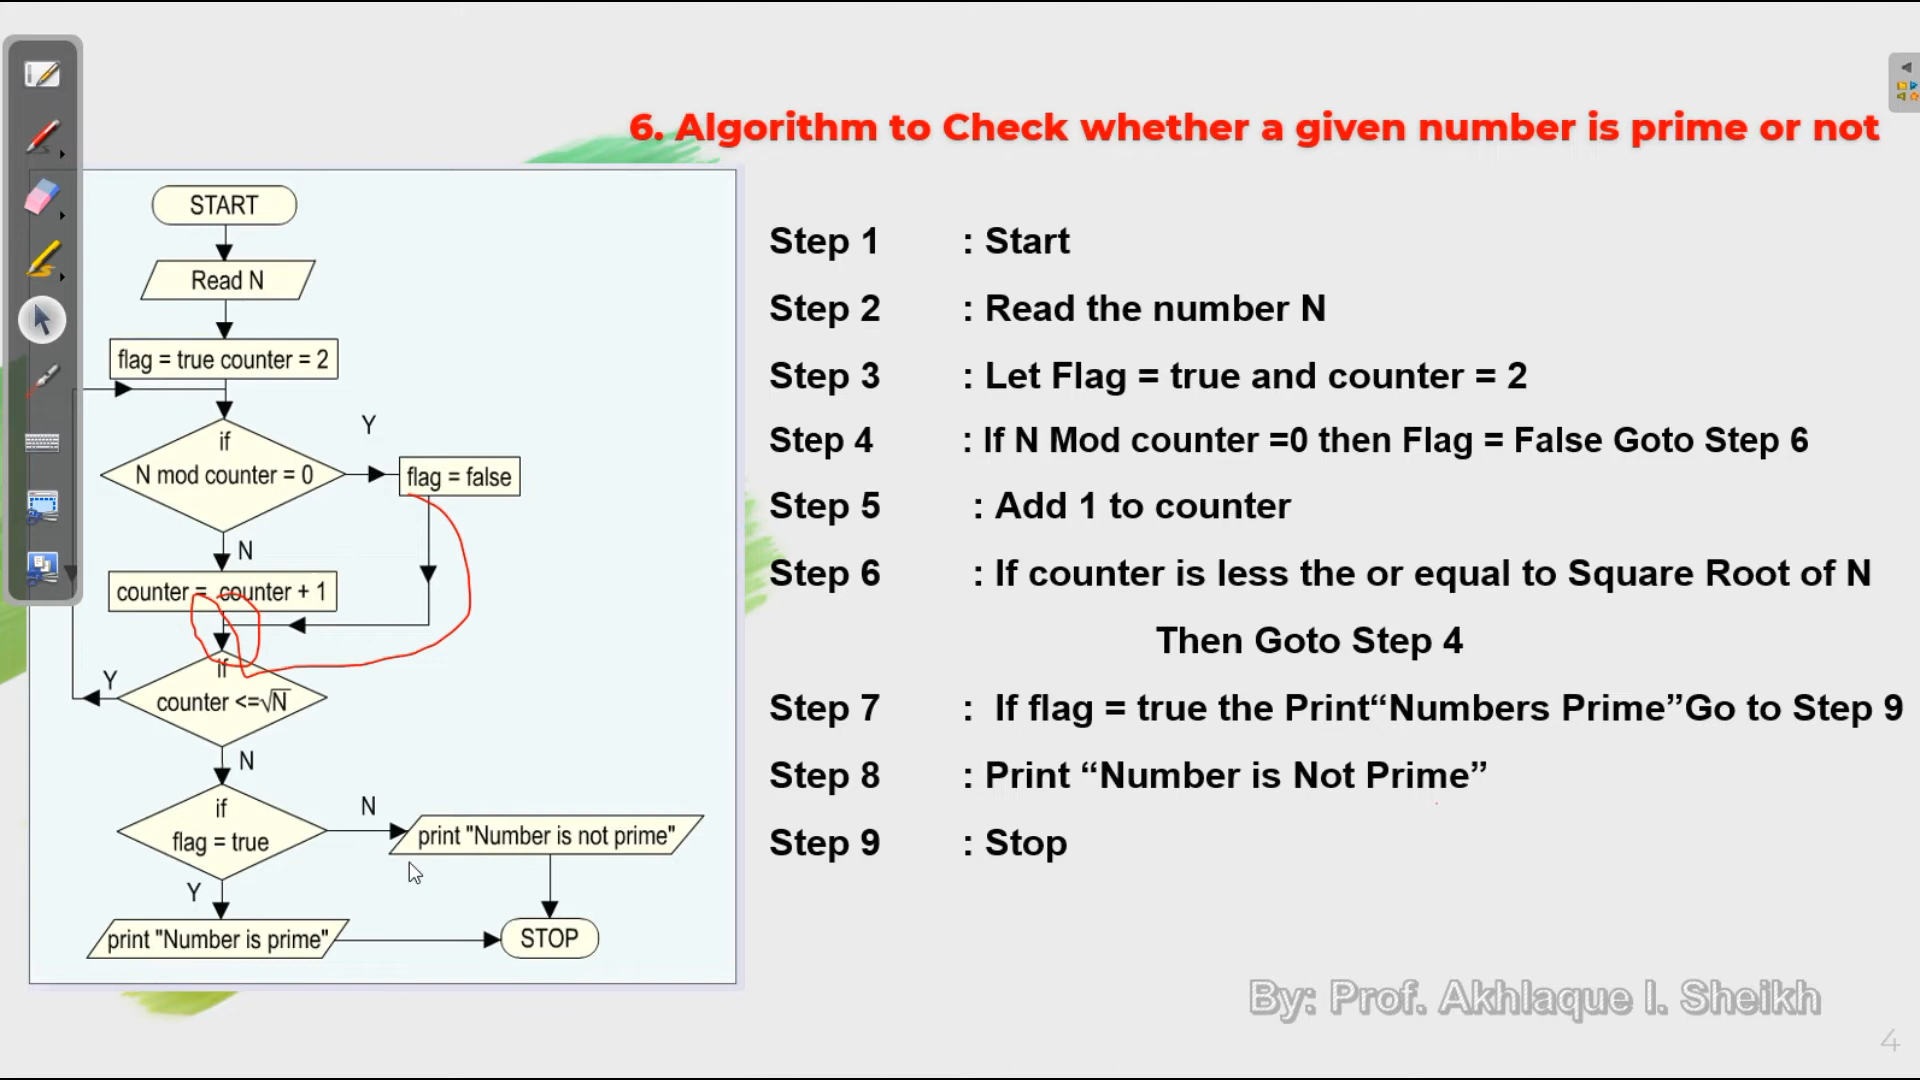 6. Algorithm to Check whether a given number is prime or not
START
Read N
flag = true counter = 2
if
N mod counter = 0
Y
flag = false
N
counter = counter + 1
if
counter <=√N
Y
N
if
flag = true
N
print "Number is not prime"
Y
print "Number is prime"
STOP
Step 1 : Start
Step 2 : Read the number N
Step 3 : Let Flag = true and counter = 2
Step 4 : If N Mod counter =0 then Flag = False Goto Step 6
Step 5 : Add 1 to counter
Step 6 : If counter is less the or equal to Square Root of N
Then Goto Step 4
Step 7 : If flag = true the Print“Numbers Prime”Go to Step 9
Step 8 : Print “Number is Not Prime”
Step 9 : Stop
By: Prof. Akhlaque I. Sheikh
4